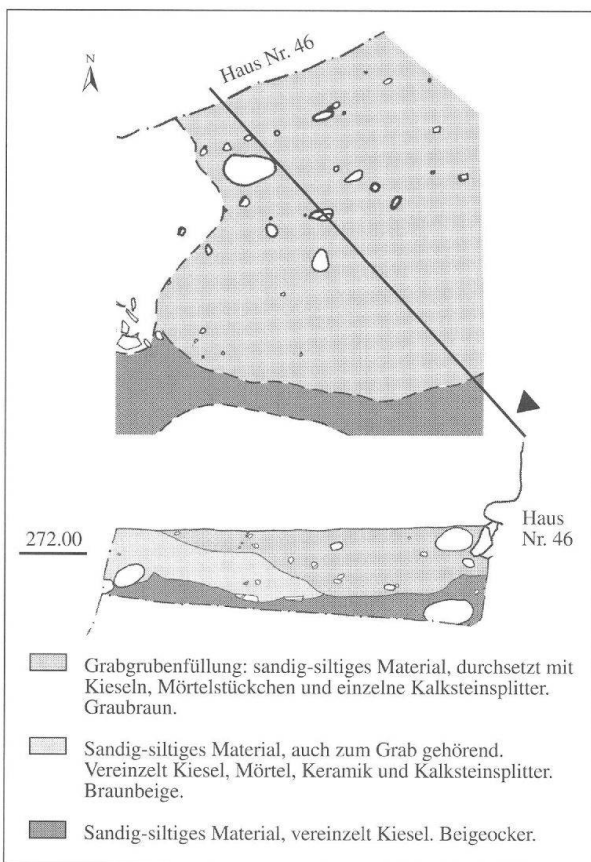 N
Haus Nr. 46
272.00
Haus
Nr. 46
Grabgrubenfüllung: sandig-siltiges Material, durchsetzt mit
Kieseln, Mörtelstückchen und einzelne Kalksteinsplitter.
Graubraun.
Sandig-siltiges Material, auch zum Grab gehörend.
Vereinzelt Kiesel, Mörtel, Keramik und Kalksteinsplitter.
Braunbeige.
Sandig-siltiges Material, vereinzelt Kiesel. Beigeocker.